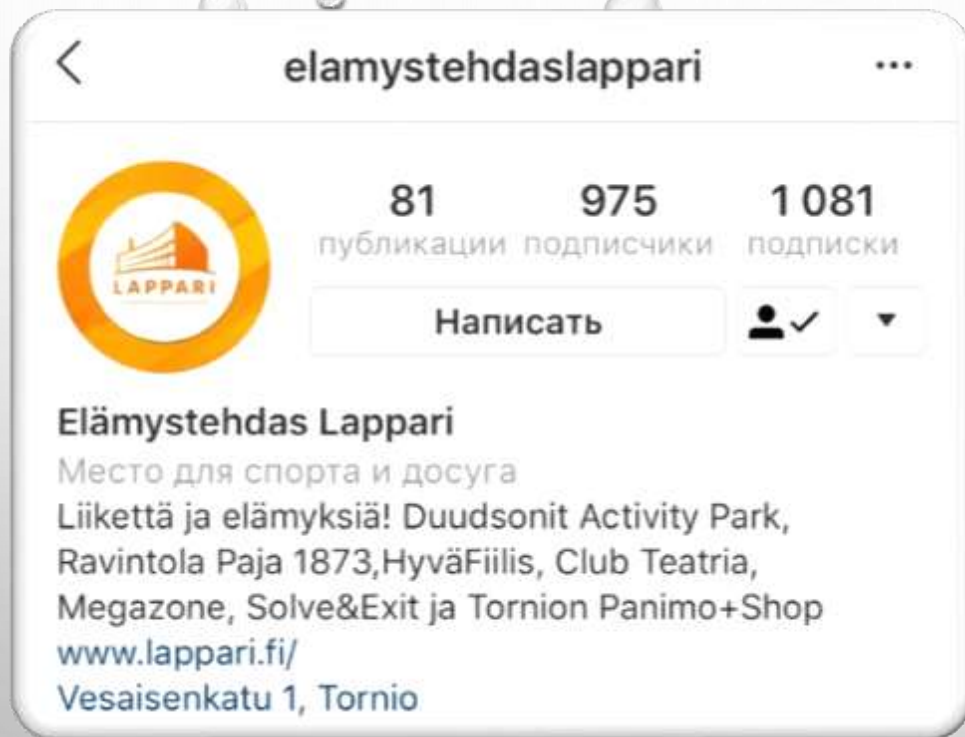 elamystehdaslappari
81 975 1 081
публикации подписчики подписки
LAPPARI
Написать
Elämystehdas Lappari
Место для спорта и досуга
Liikettä ja elämyksiä! Duudsonit Activity Park,
Ravintola Paja 1873,HyväFiilis, Club Teatria,
Megazone, Solve&Exit ja Tornion Panimo+Shop
www.lappari.fi/
Vesaisenkatu 1, Tornio